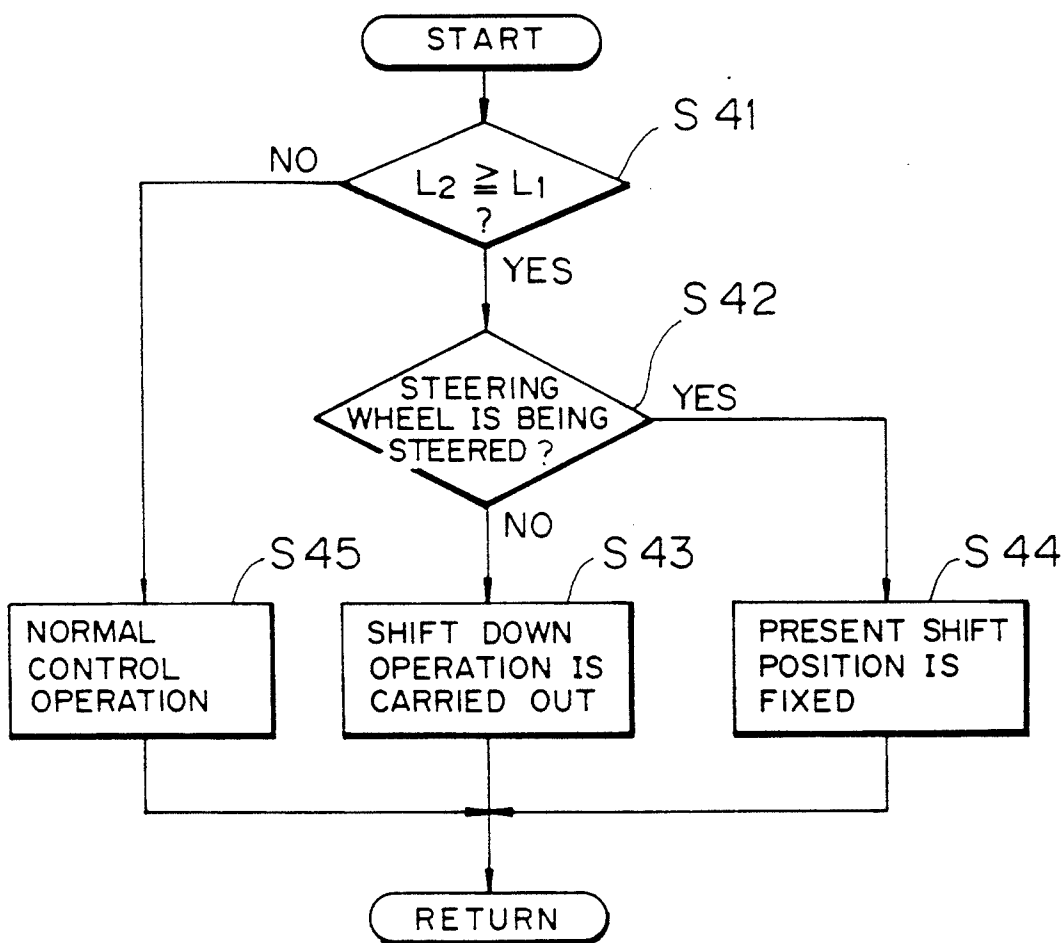 START
S 41
NO
L2 ≧ L1
?
YES
S 42
STEERING
WHEEL IS BEING
STEERED ?
YES
NO
S 45
S 43
S 44
NORMAL
CONTROL
OPERATION
SHIFT DOWN
OPERATION IS
CARRIED OUT
PRESENT SHIFT
POSITION IS
FIXED
RETURN